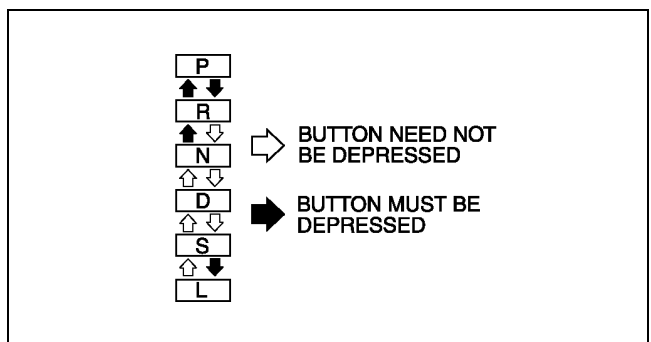 P
R
N
D
S
L
BUTTON NEED NOT
BE DEPRESSED
BUTTON MUST BE
DEPRESSED